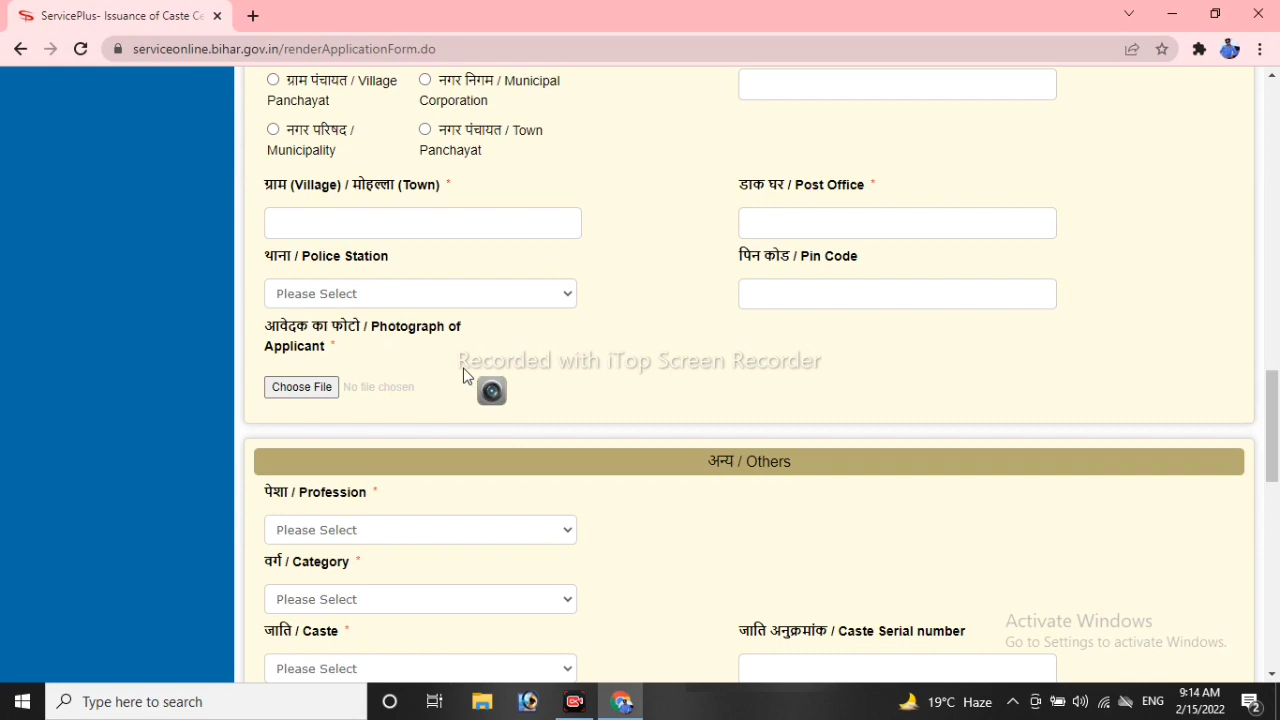 ServicePlus- Issuance of Caste Ce
serviceonline.bihar.gov.in/renderApplicationForm.do
ग्राम पंचायत / Village Panchayat
नगर निगम / Municipal Corporation
नगर परिषद / Municipality
नगर पंचायत / Town Panchayat
ग्राम (Village) / मोहल्ला (Town) *
डाक घर / Post Office *
थाना / Police Station
पिन कोड / Pin Code
Please Select
आवेदक का फोटो / Photograph of
Applicant *
Recorded with iTop Screen Recorder
Choose File No file chosen
अन्य / Others
पेशा / Profession *
Please Select
वर्ग / Category *
Please Select
जाति / Caste *
जाति अनुक्रमांक / Caste Serial number
Please Select
Activate Windows
Go to Settings to activate Windows.
Type here to search
19°C Haze
ENG
9:14 AM
2/15/2022
2